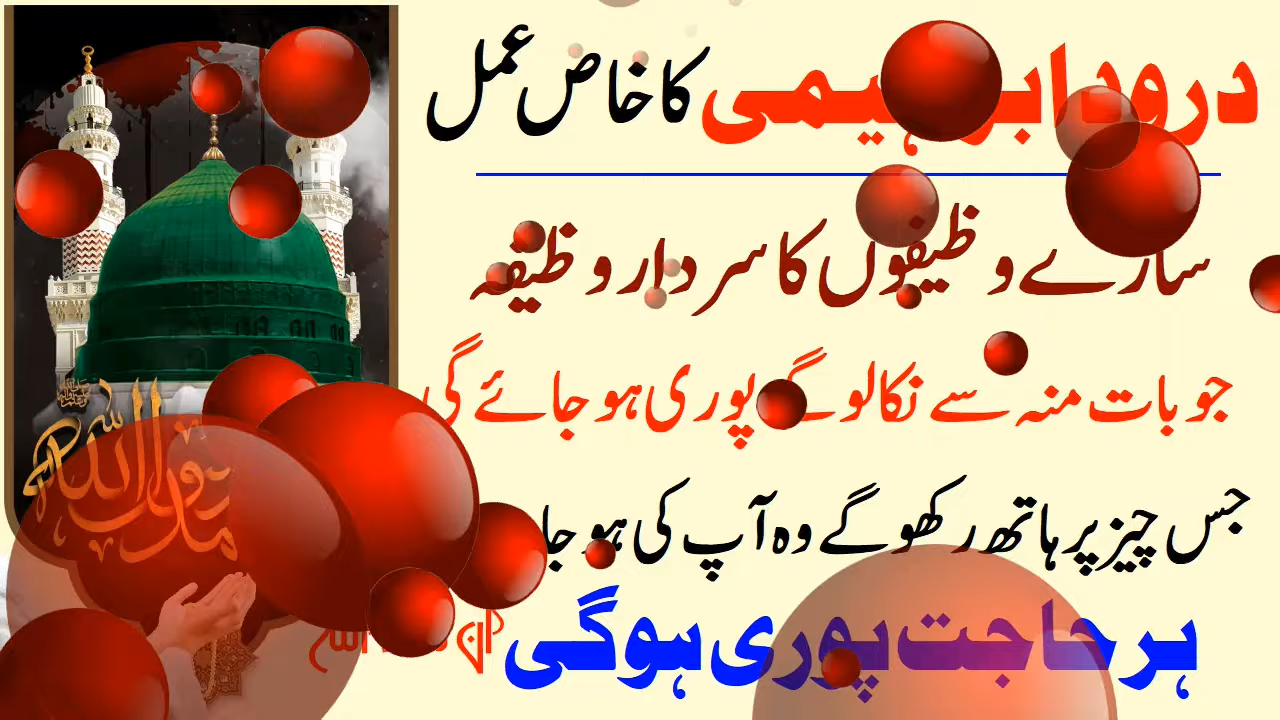 درود ابراہیمی کا خاص عمل
سارے وظیفوں کا سردار وظیفہ
جو بات منہ سے نکالو گے پوری ہو جائے گی
جس چیز پر ہاتھ رکھو گے وہ آپ کی ہو جا
ہر حاجت پوری ہوگی